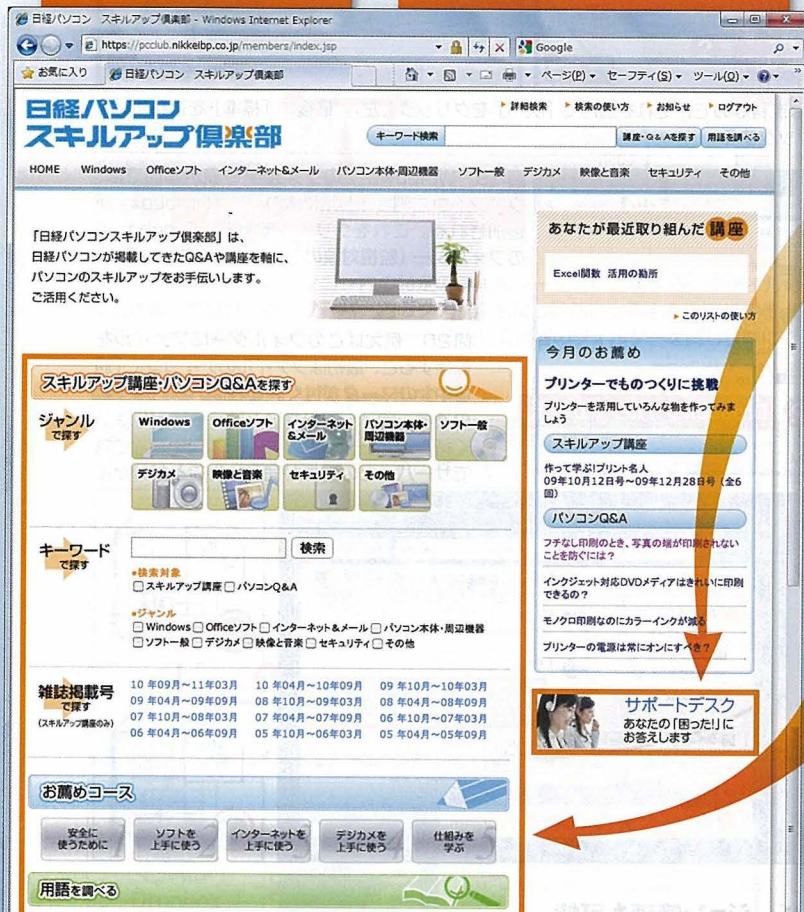 日経パソコン スキルアップ倶楽部 - Windows Internet Explorer
https://pcclub.nikkeibp.co.jp/members/index.jsp
Google
お気に入り
日経パソコン スキルアップ倶楽部
ページ(P)
セーフティ(S)
ツール(O)
日経パソコン
スキルアップ倶楽部
詳細検索
検索の使い方
お知らせ
ログアウト
キーワード検索
講座・Q&Aを探す
用語を調べる
HOME Windows Officeソフト インターネット&メール パソコン本体・周辺機器 ソフト一般 デジカメ 映像と音楽 セキュリティ その他
「日経パソコンスキルアップ倶楽部」は、
日経パソコンが掲載してきたQ&Aや講座を軸に、
パソコンのスキルアップをお手伝いします。
ご活用ください。
あなたが最近取り組んだ講座
Excel関数 活用の勘所
このリストの使い方
スキルアップ講座・パソコンQ&Aを探す
ジャンル
で探す
Windows
Officeソフト
インターネット
&メール
パソコン本体・
周辺機器
ソフト一般
デジカメ
映像と音楽
セキュリティ
その他
キーワード
で探す
検索
•検索対象
スキルアップ講座 パソコンQ&A
•ジャンル
Windows Officeソフト インターネット&メール パソコン本体・周辺機器
ソフト一般 デジカメ 映像と音楽 セキュリティ その他
雑誌掲載号
で探す
(スキルアップ講座のみ)
10 年09月~11年03月 10 年04月~10年09月 09 年10月~10年03月
09 年04月~09年09月 08 年10月~09年03月 08 年04月~08年09月
07 年10月~08年03月 07 年04月~07年09月 06 年10月~07年03月
06 年04月~06年09月 05 年10月~06年03月 05 年04月~05年09月
お薦めコース
安全に
使うために
1
ソフトを
上手に使う
2
インターネットを
上手に使う
3
デジカメを
上手に使う
4
仕組みを
学ぶ
5
用語を調べる
今月のお薦め
プリンターでものつくりに挑戦
プリンターを活用していろんな物を作ってみま
しょう
スキルアップ講座
作って学ぶ!プリント名人
09年10月12日号~09年12月28日号 (全6
回)
パソコンQ&A
フチなし印刷のとき、写真の端が印刷されない
ことを防ぐには?
インクジェット対応DVDメディアはきれいに印刷
できるの?
モノクロ印刷なのにカラーインクが減る
プリンターの電源は常にオンにすべき?
サポートデスク
あなたの「困った!」に
お答えします